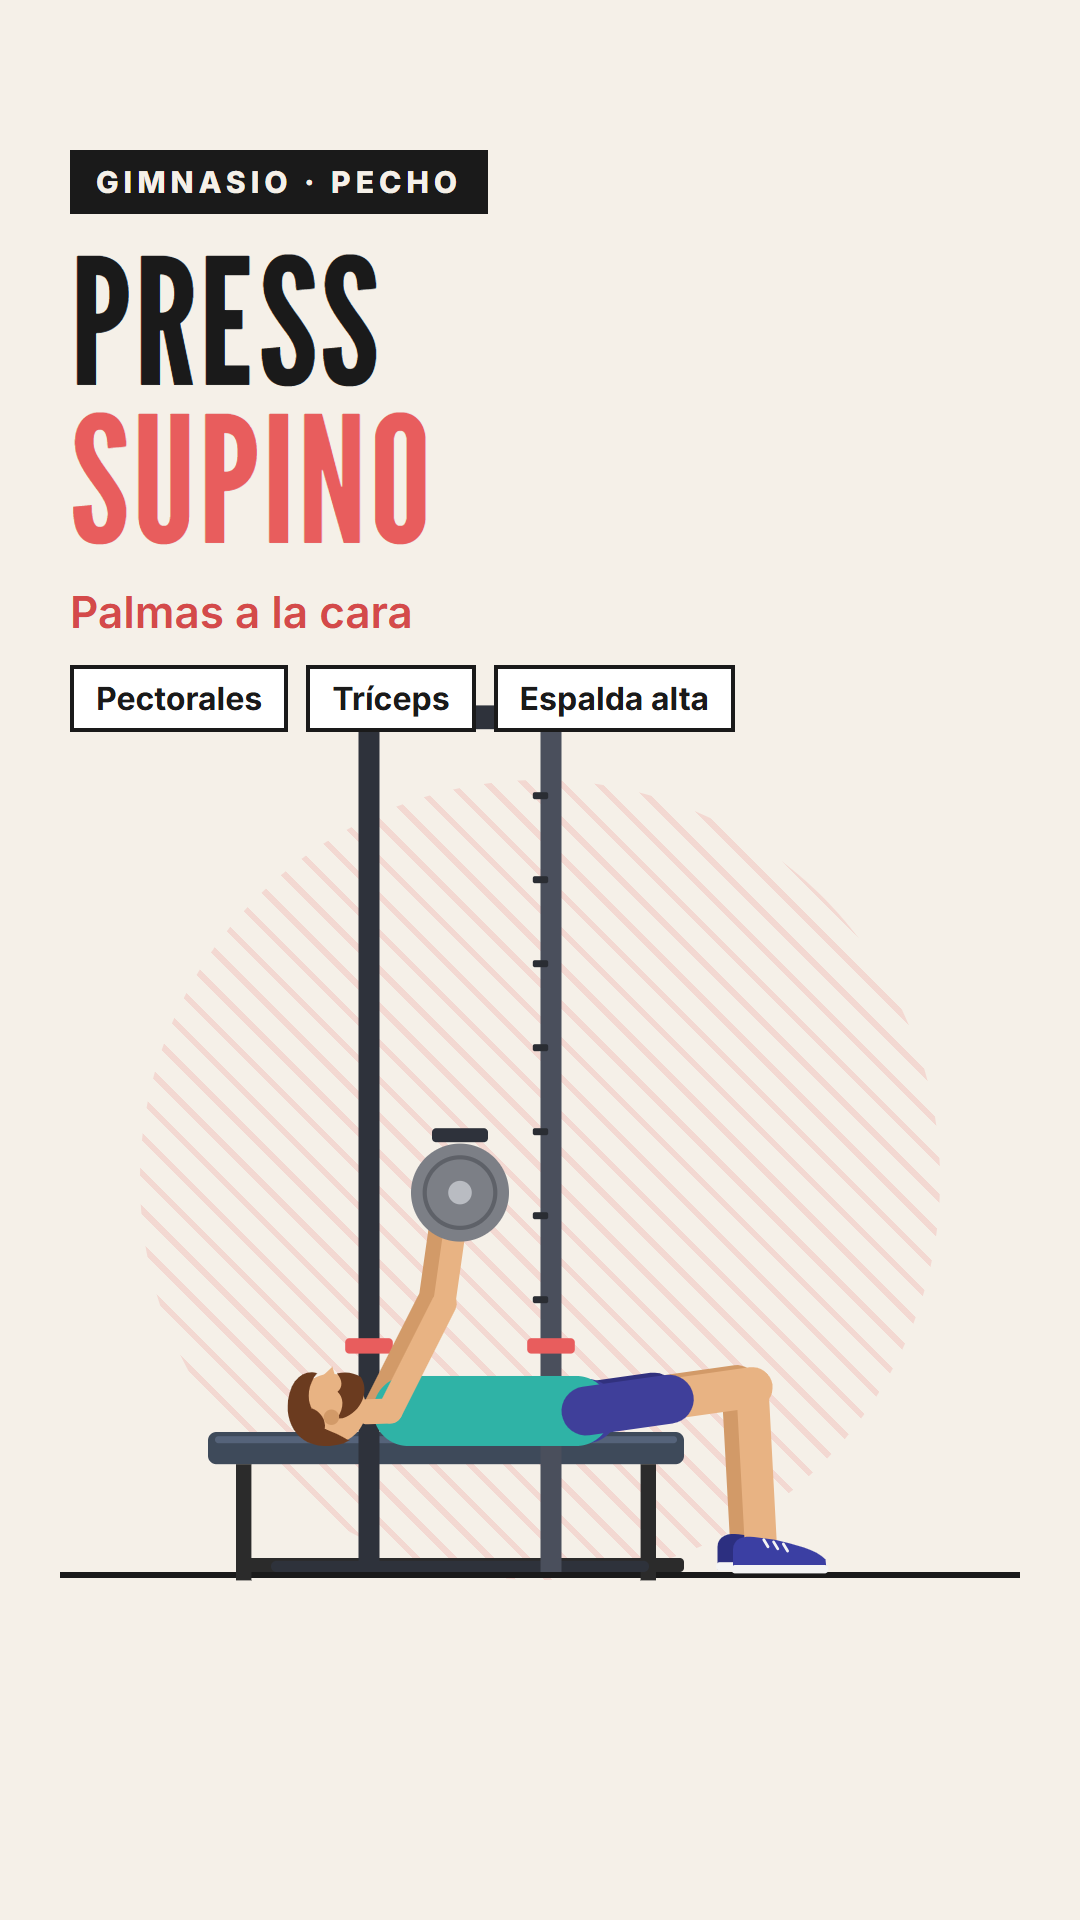 GIMNASIO · PECHO
PRESS
SUPINO
Palmas a la cara
Pectorales Tríceps Espalda alta